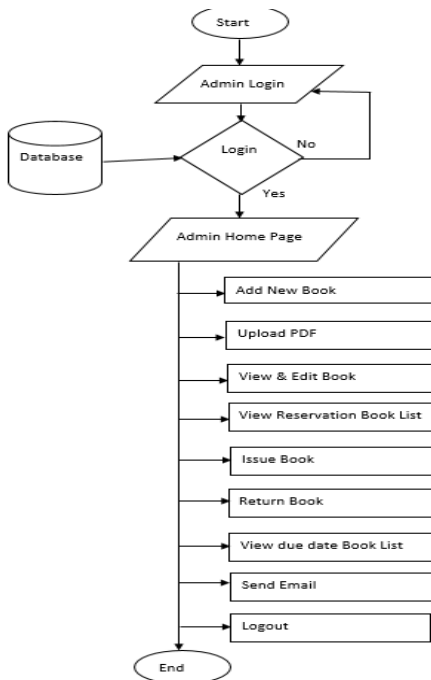 Start
Admin Login
Database
Login
No
Yes
Admin Home Page
Add New Book
Upload PDF
View & Edit Book
View Reservation Book List
Issue Book
Return Book
View due date Book List
Send Email
Logout
End